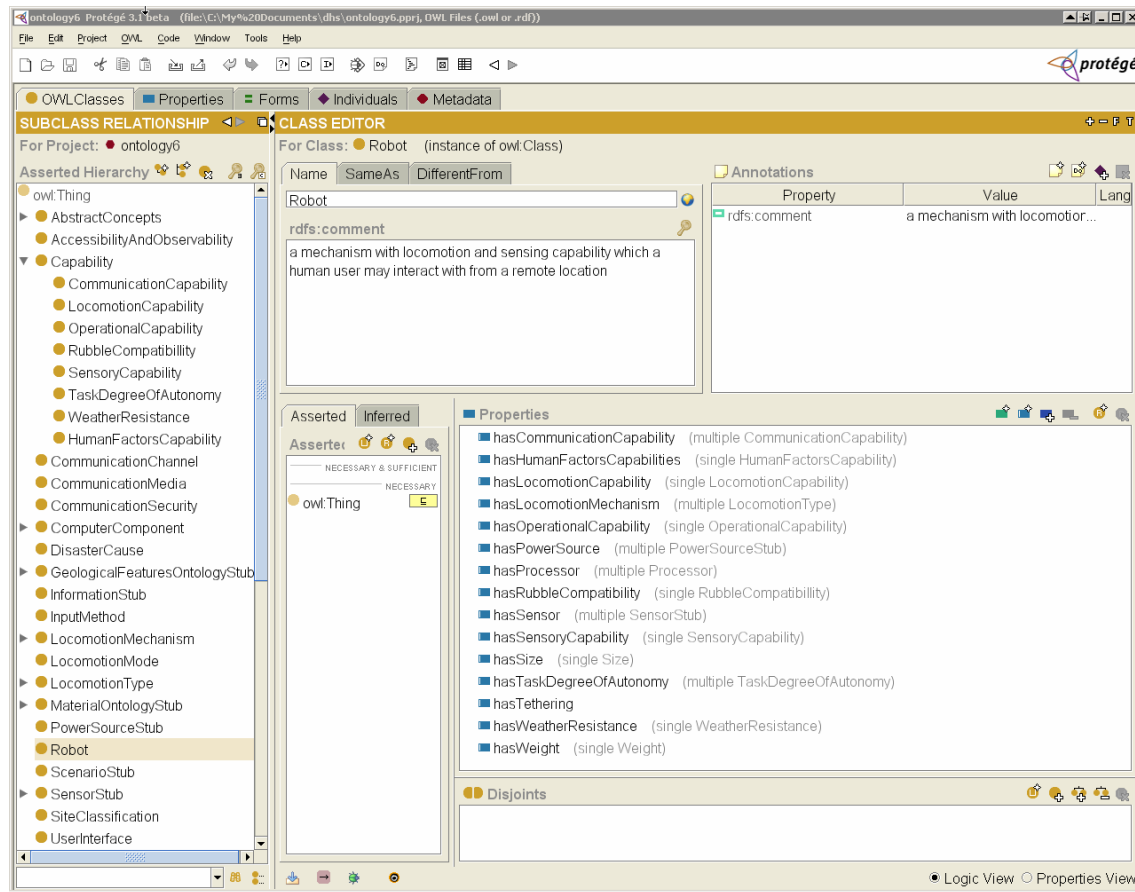 ontology6 Protégé 3.1 beta (file:\C:\My%20Documents\dhs\ontology6.pprj, OWL Files (.owl or .rdf))
File Edit Project OWL Code Window Tools Help
protégé
OWLClasses Properties Forms Individuals Metadata
SUBCLASS RELATIONSHIP
For Project: ontology6
Asserted Hierarchy
owl:Thing
AbstractConcepts
AccessibilityAndObservability
Capability
CommunicationCapability
LocomotionCapability
OperationalCapability
RubbleCompatibillity
SensoryCapability
TaskDegreeOfAutonomy
WeatherResistance
HumanFactorsCapability
CommunicationChannel
CommunicationMedia
CommunicationSecurity
ComputerComponent
DisasterCause
GeologicalFeaturesOntologyStub
InformationStub
InputMethod
LocomotionMechanism
LocomotionMode
LocomotionType
MaterialOntologyStub
PowerSourceStub
Robot
ScenarioStub
SensorStub
SiteClassification
UserInterface
CLASS EDITOR
For Class: Robot (instance of owl:Class)
Name SameAs DifferentFrom
Robot
rdfs:comment
a mechanism with locomotion and sensing capability which a
human user may interact with from a remote location
Annotations
Property Value Lang
rdfs:comment a mechanism with locomotior...
Asserted Inferred
Asserted
NECESSARY & SUFFICIENT
NECESSARY
owl:Thing
Properties
hasCommunicationCapability (multiple CommunicationCapability)
hasHumanFactorsCapabilities (single HumanFactorsCapability)
hasLocomotionCapability (single LocomotionCapability)
hasLocomotionMechanism (multiple LocomotionType)
hasOperationalCapability (single OperationalCapability)
hasPowerSource (multiple PowerSourceStub)
hasProcessor (multiple Processor)
hasRubbleCompatibility (single RubbleCompatibillity)
hasSensor (multiple SensorStub)
hasSensoryCapability (single SensoryCapability)
hasSize (single Size)
hasTaskDegreeOfAutonomy (multiple TaskDegreeOfAutonomy)
hasTethering
hasWeatherResistance (single WeatherResistance)
hasWeight (single Weight)
Disjoints
Logic View Properties View